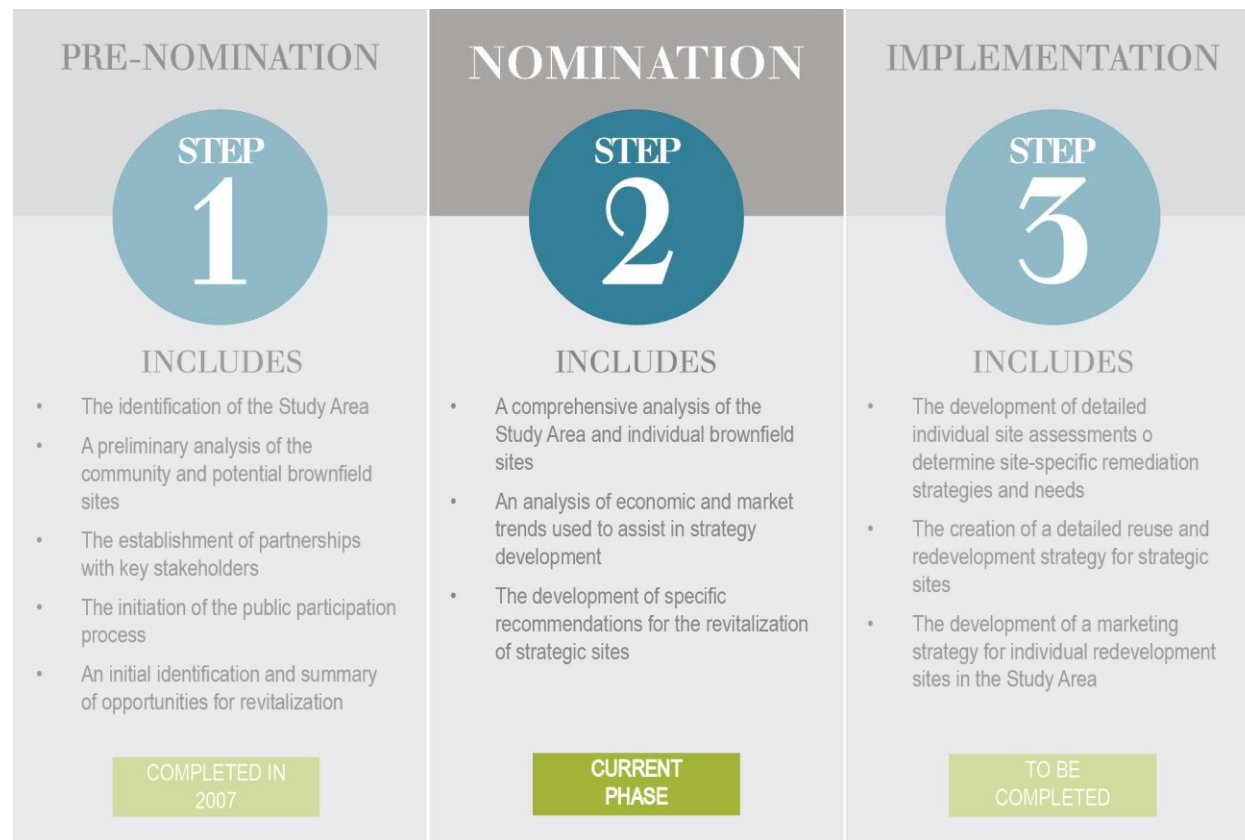 PRE-NOMINATION
STEP
1
INCLUDES
• The identification of the Study Area
• A preliminary analysis of the
community and potential brownfield
sites
• The establishment of partnerships
with key stakeholders
• The initiation of the public participation
process
• An initial identification and summary
of opportunities for revitalization
COMPLETED IN
2007
NOMINATION
STEP
2
INCLUDES
• A comprehensive analysis of the
Study Area and individual brownfield
sites
• An analysis of economic and market
trends used to assist in strategy
development
• The development of specific
recommendations for the revitalization
of strategic sites
CURRENT
PHASE
IMPLEMENTATION
STEP
3
INCLUDES
• The development of detailed
individual site assessments o
determine site-specific remediation
strategies and needs
• The creation of a detailed reuse and
redevelopment strategy for strategic
sites
• The development of a marketing
strategy for individual redevelopment
sites in the Study Area
TO BE
COMPLETED